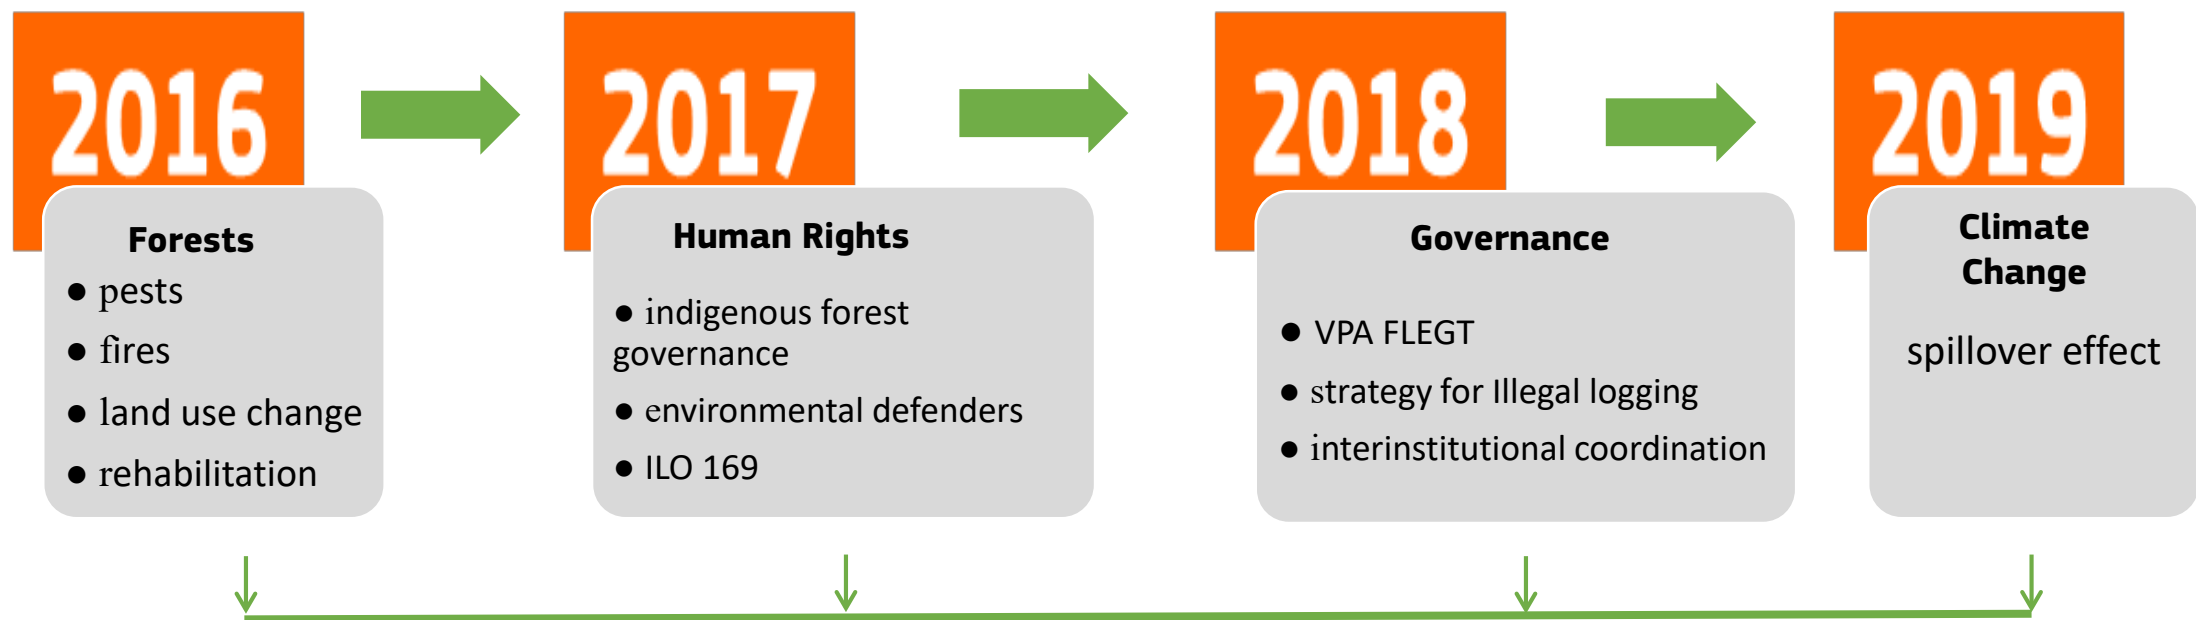 2016
Forests
● pests
● fires
● land use change
● rehabilitation
2017
Human Rights
● indigenous forest
governance
● environmental defenders
● ILO 169
2018
Governance
● VPA FLEGT
● strategy for Illegal logging
● interinstitutional coordination
2019
Climate
Change
spillover effect